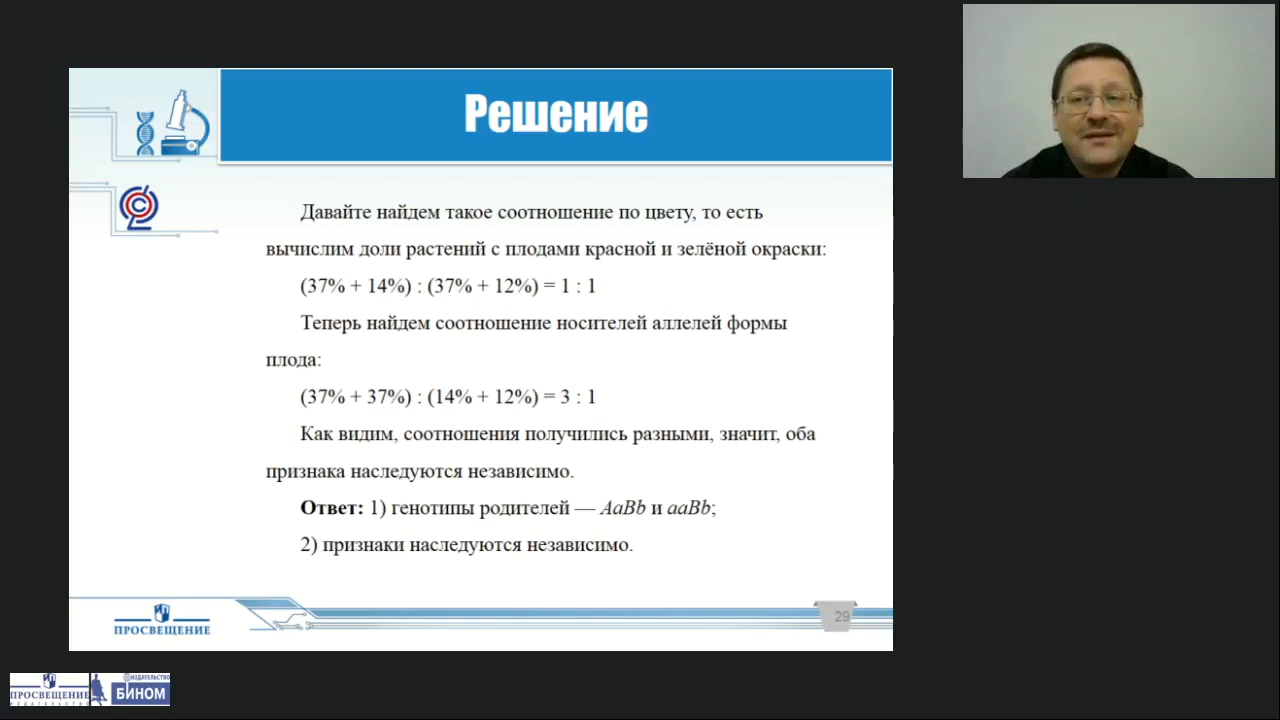 Решение
Давайте найдем такое соотношение по цвету, то есть
вычислим доли растений с плодами красной и зелёной окраски:
(37% + 14%) : (37% + 12%) = 1 : 1
Теперь найдем соотношение носителей аллелей формы
плода:
(37% + 37%) : (14% + 12%) = 3 : 1
Как видим, соотношения получились разными, значит, оба
признака наследуются независимо.
Ответ: 1) генотипы родителей — AaBb и aaBb;
2) признаки наследуются независимо.
ПРОСВЕЩЕНИЕ
29
ПРОСВЕЩЕНИЕ
ИЗДАТЕЛЬСТВО
ИЗДАТЕЛЬСТВО
БИНОМ